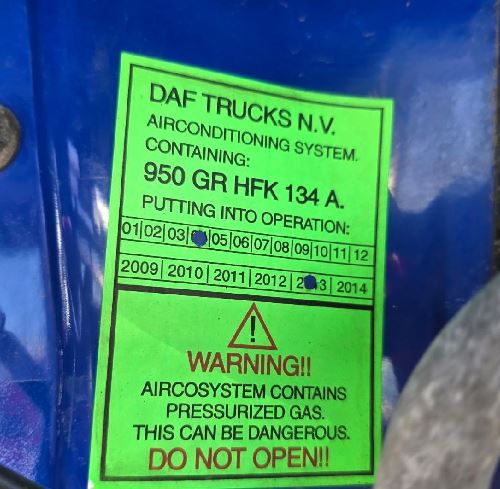 DAF TRUCKS N.V.
AIRCONDITIONING SYSTEM.
CONTAINING:
950 GR HFK 134 A.
PUTTING INTO OPERATION:
01|02|03|04|05|06|07|08|09|10|11|12
2009|2010|2011|2012|2013|2014
WARNING!!
AIRCOSYSTEM CONTAINS
PRESSURIZED GAS.
THIS CAN BE DANGEROUS.
DO NOT OPEN!!